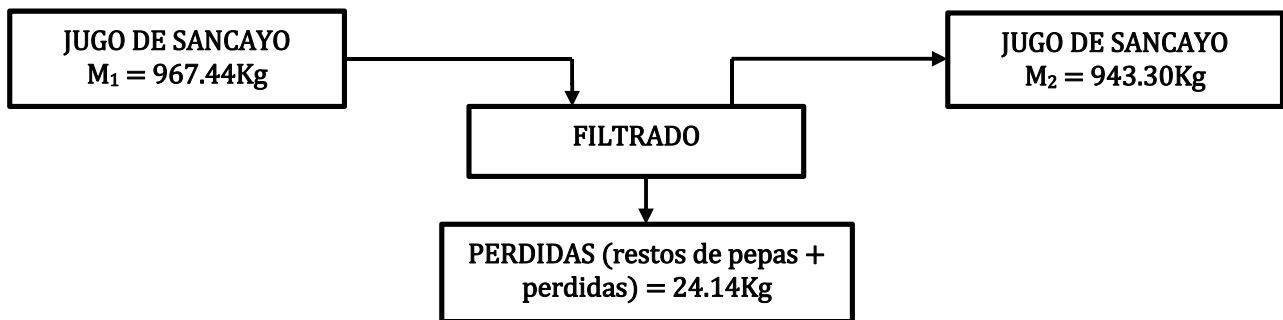 JUGO DE SANCAYO
M₁ = 967.44Kg
JUGO DE SANCAYO
M₂ = 943.30Kg
FILTRADO
PERDIDAS (restos de pepas +
perdidas) = 24.14Kg